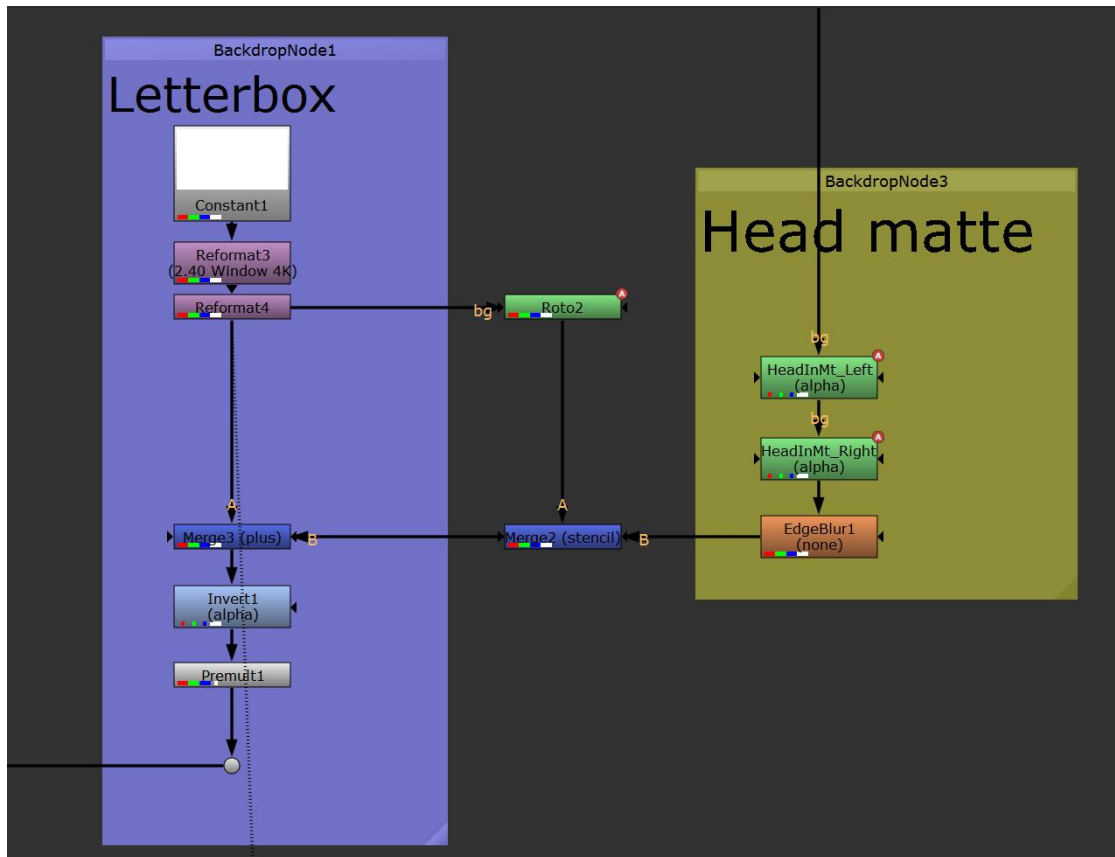 BackdropNode1
Letterbox
Constant1
Reformat3
(2.40 Window 4K)
Reformat4
bg
Roto2
A
A
A
Merge3 (plus)
B
Merge2 (stencil)
B
Invert1
(alpha)
Premult1
BackdropNode3
Head matte
bg
HeadInMt_Left
(alpha)
A
bg
HeadInMt_Right
(alpha)
A
EdgeBlur1
(none)